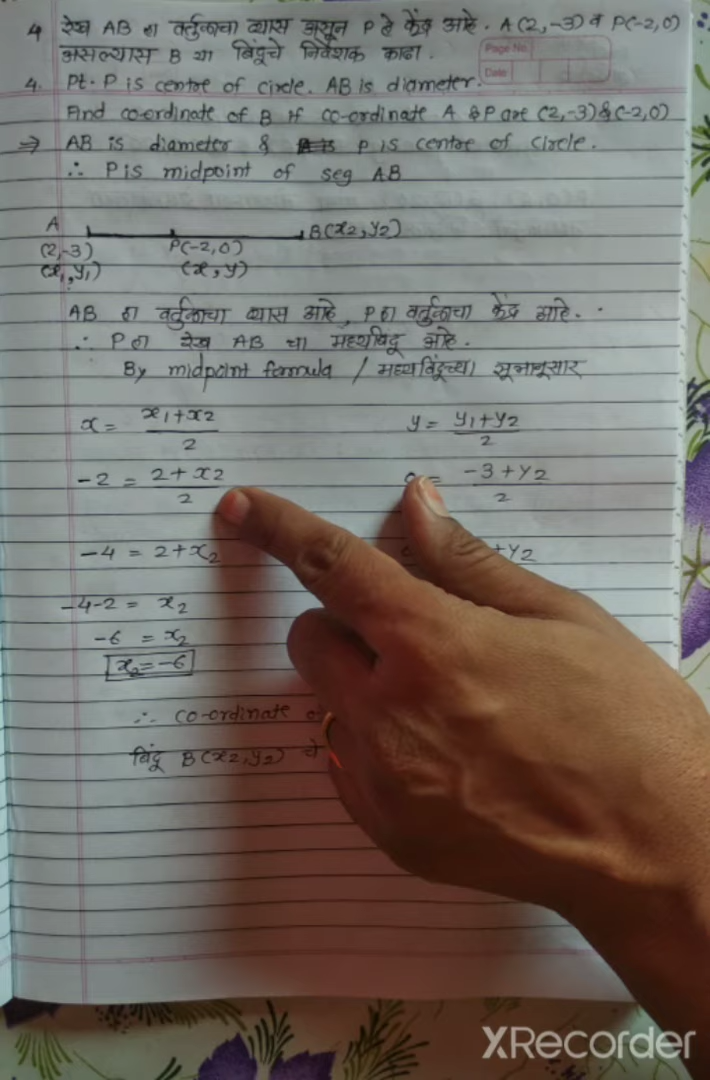 4 रेख AB हा वर्तुळाचा व्यास असून P हे केंद्र आहे. A(2,-3) व P(-2,0)
असल्यास B या बिंदूचे निर्देशक काढा.
Page No.
Date
4. Pt. P is centre of circle. AB is diameter.
Find co-ordinate of B if co-ordinate A & P are (2,-3) & (-2,0)
⇒ AB is diameter & P is centre of circle.
∴ P is midpoint of seg AB
A B(x2, y2)
(2,-3) P(-2,0)
(x1, y1) (x, y)
AB हा वर्तुळाचा व्यास आहे, P हा वर्तुळाचा केंद्र आहे.
∴ P हा रेख AB चा मध्यबिंदू आहे.
By midpoint formula / मध्यबिंदूच्या सूत्रानुसार
x = (x1+x2)/2 y = (y1+y2)/2
-2 = (2+x2)/2 = (-3+y2)/2
-4 = 2+x2 +y2
-4-2 = x2
-6 = x2
x2=-6
∴ co-ordinate
बिंदू B(x2,y2) चे
XRecorder